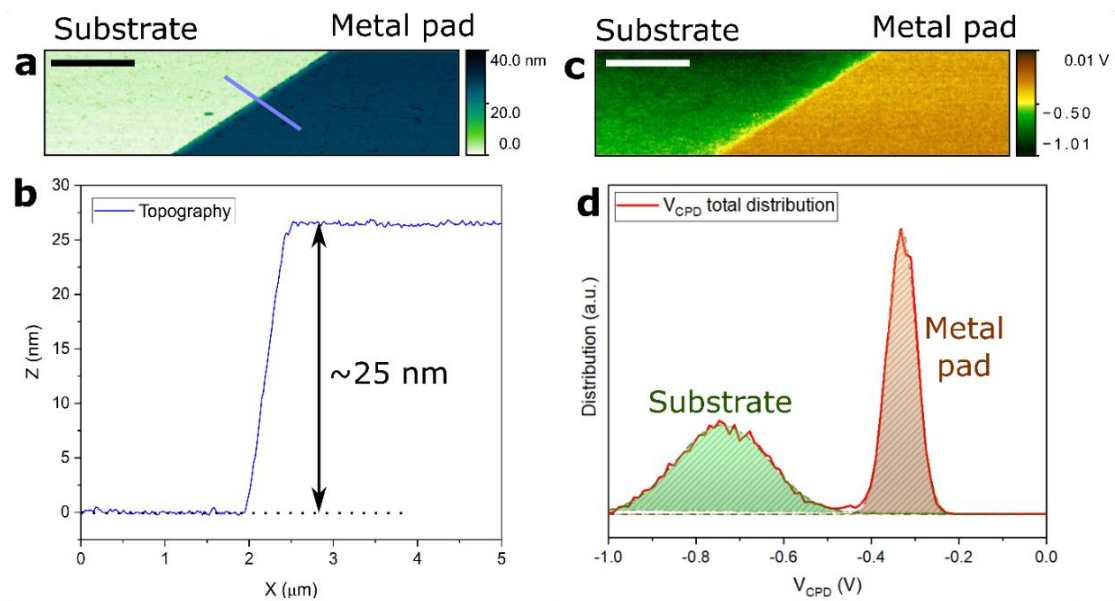 Substrate
Metal pad
a
40.0 nm
20.0
0.0
Substrate
Metal pad
c
0.01 V
-0.50
-1.01
b
Topography
30
25
20
15
10
5
0
Z (nm)
~25 nm
0
1
2
3
4
5
X (μm)
d
V_CPD total distribution
Distribution (a.u.)
Substrate
Metal
pad
-1.0
-0.8
-0.6
-0.4
-0.2
0.0
V_CPD (V)